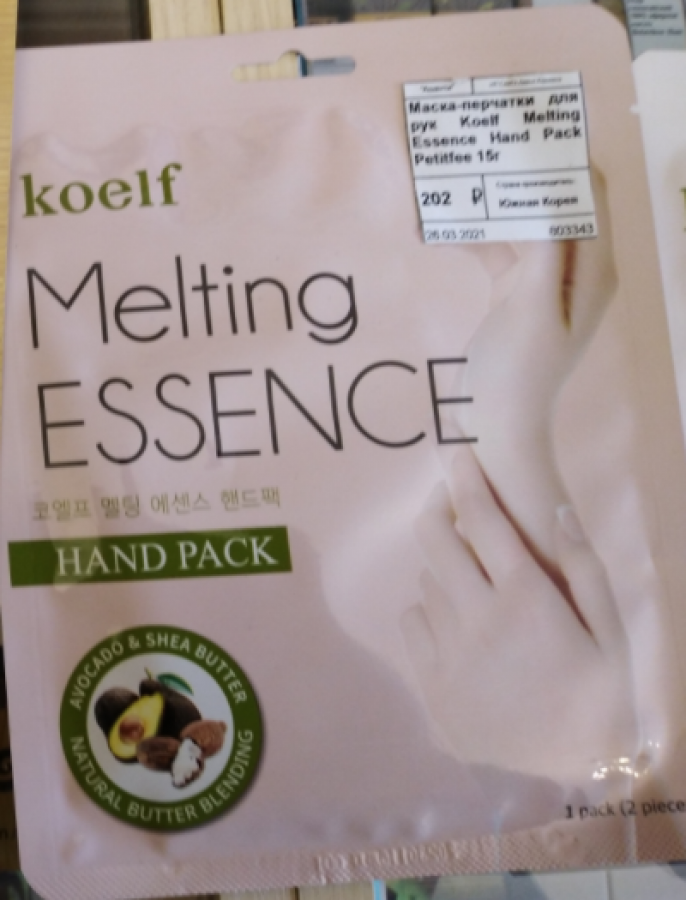 Маска-перчатки для
рук Koelf Melting
Essence Hand Pack
Petitfee 15г
202 ₽
Южная Корея
26.03.2021 803343
koelf
Melting
ESSENCE
코엘프 멜팅 에센스 핸드팩
HAND PACK
AVOCADO & SHEA BUTTER
NATURAL BUTTER BLENDING
1 pack (2 piece